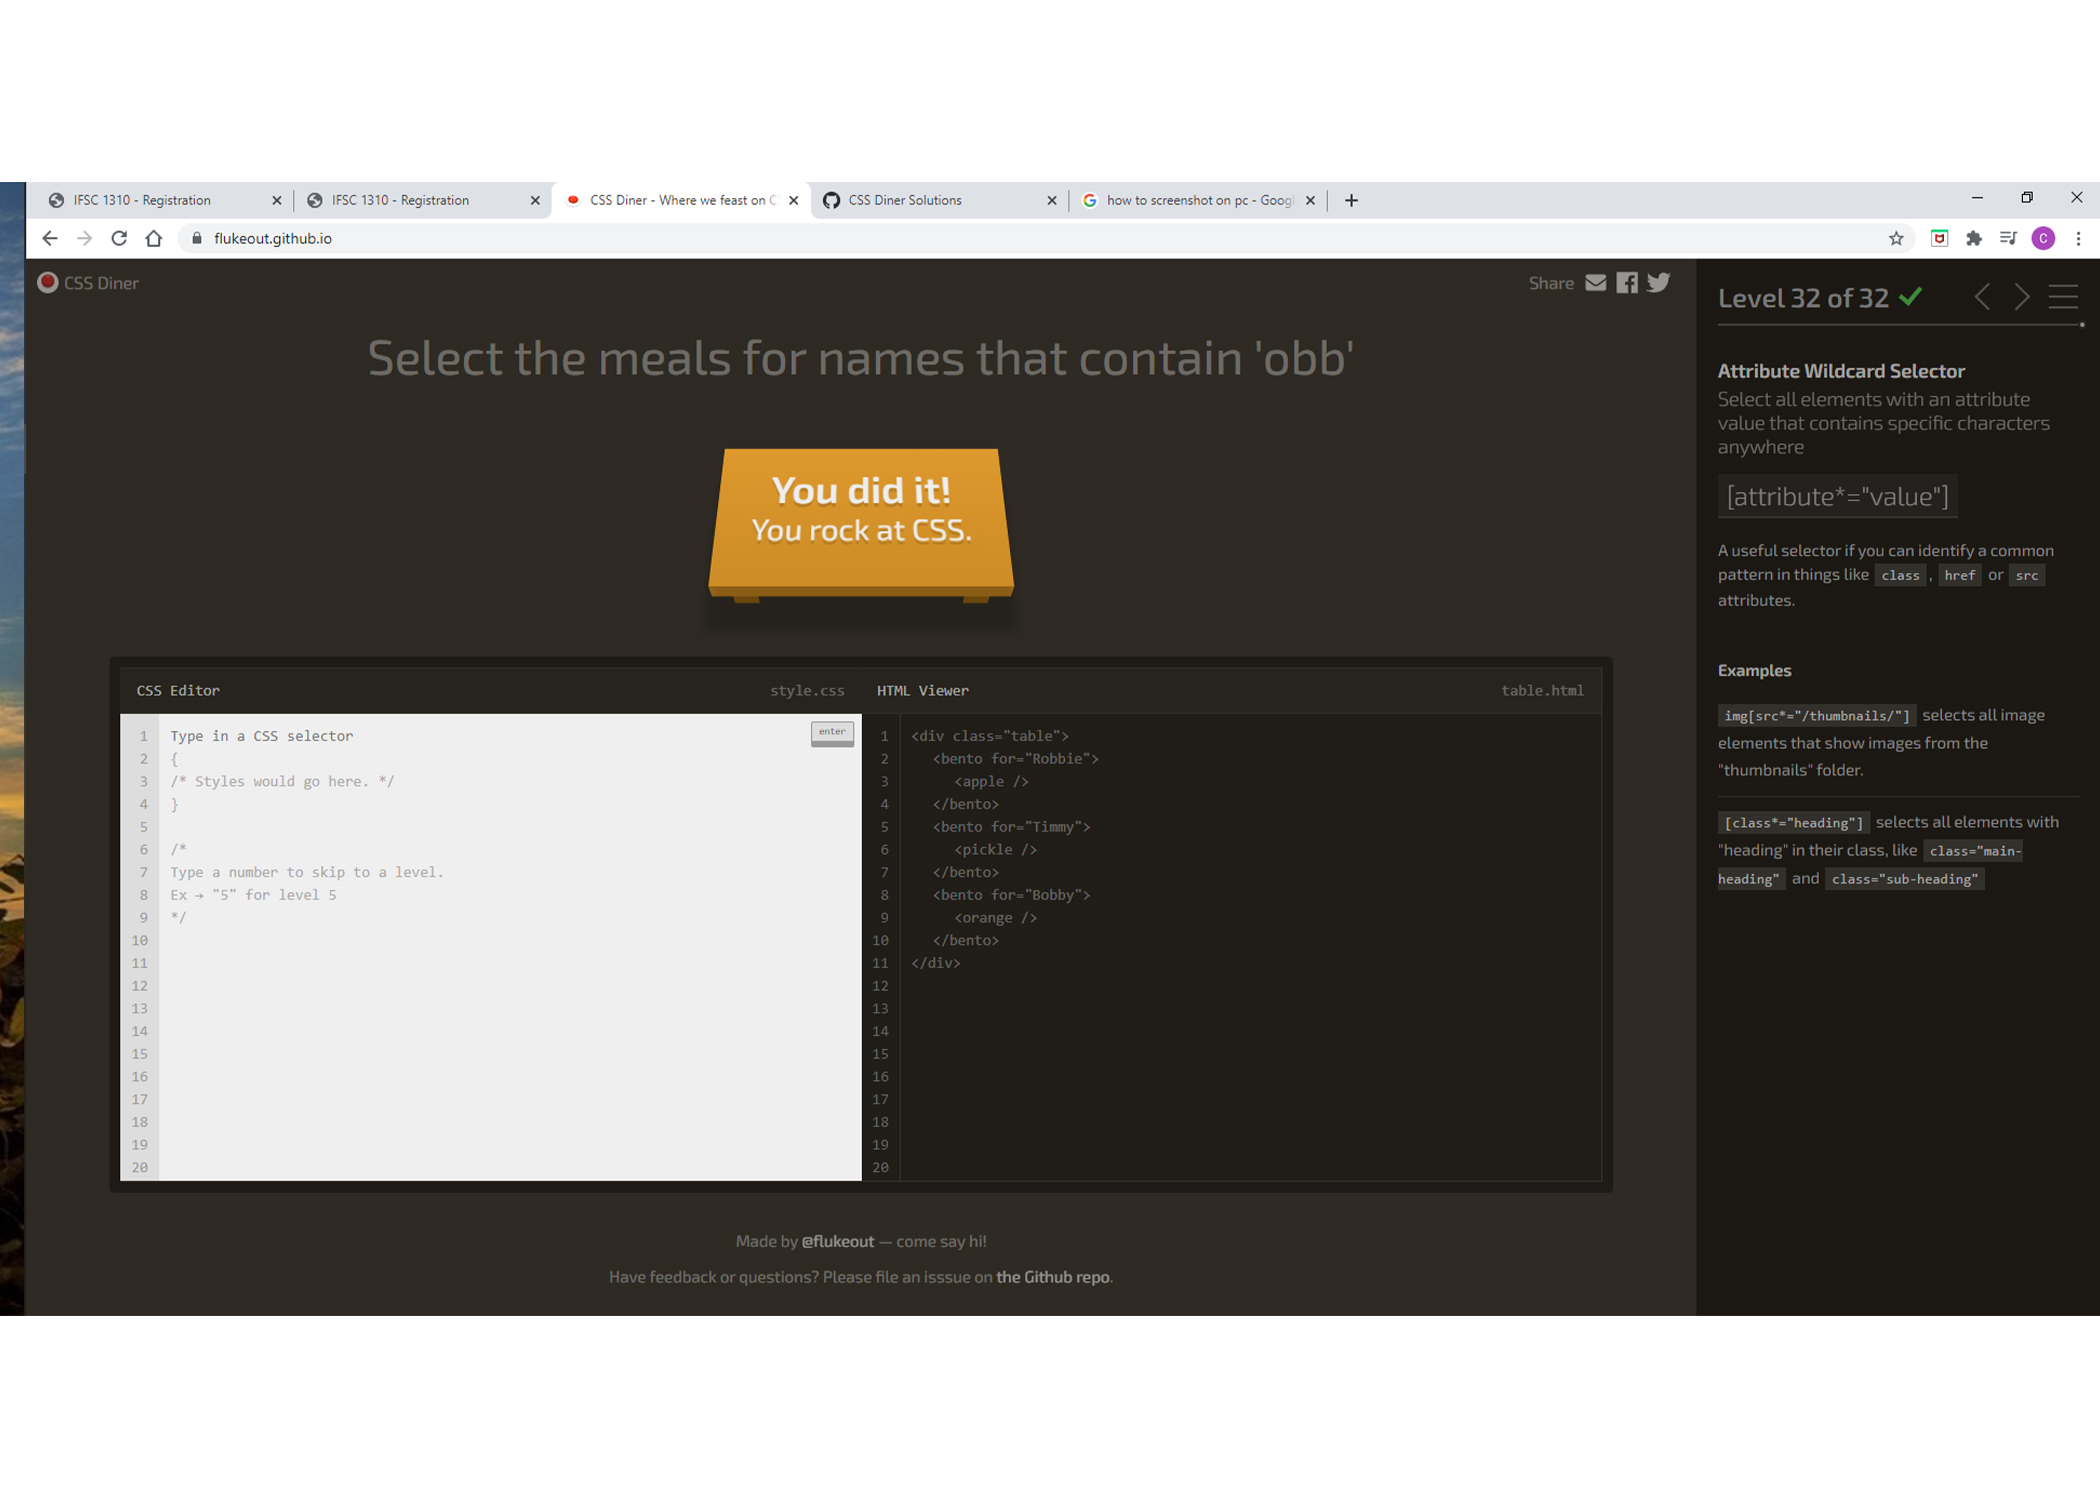 IFSC 1310 - Registration
IFSC 1310 - Registration
CSS Diner - Where we feast on
CSS Diner Solutions
how to screenshot on pc - Googl
flukeout.github.io
C
CSS Diner
Share
Select the meals for names that contain 'obb'
You did it!
You rock at CSS.
CSS Editor
style.css
1 Type in a CSS selector
enter
2 {
3 /* Styles would go here. */
4 }
5
6 /*
7 Type a number to skip to a level.
8 Ex → "5" for level 5
9 */
10
11
12
13
14
15
16
17
18
19
20
HTML Viewer
table.html
1 <div class="table">
2 <bento for="Robbie">
3 <apple />
4 </bento>
5 <bento for="Timmy">
6 <pickle />
7 </bento>
8 <bento for="Bobby">
9 <orange />
10 </bento>
11 </div>
12
13
14
15
16
17
18
19
20
Made by @flukeout — come say hi!
Have feedback or questions? Please file an isssue on the Github repo.
Level 32 of 32
Attribute Wildcard Selector
Select all elements with an attribute
value that contains specific characters
anywhere
[attribute*="value"]
A useful selector if you can identify a common
pattern in things like class , href or src
attributes.
Examples
img[src*="/thumbnails/"] selects all image
elements that show images from the
"thumbnails" folder.
[class*="heading"] selects all elements with
"heading" in their class, like class="main-
heading" and class="sub-heading"